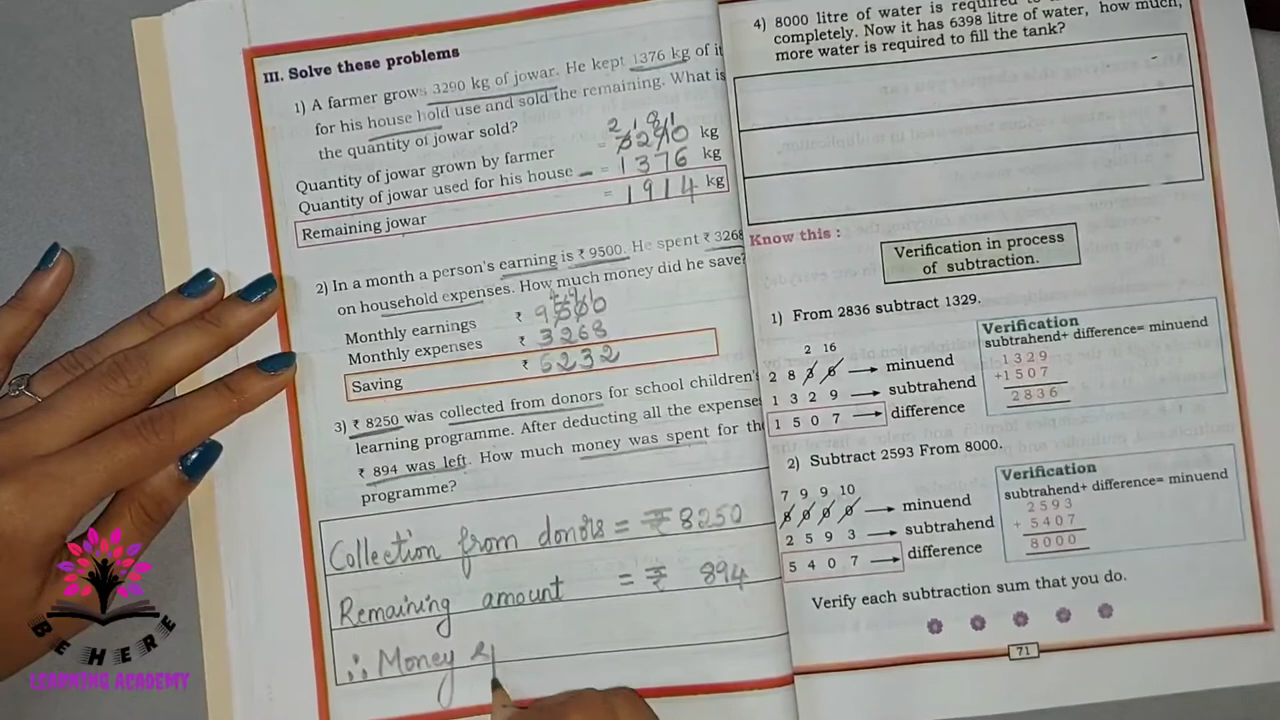 III. Solve these problems
1) A farmer grows 3290 kg of jowar. He kept 1376 kg of it
for his house hold use and sold the remaining. What is
the quantity of jowar sold?
2 1 8 1
Quantity of jowar grown by farmer = 3290 kg
Quantity of jowar used for his house - = 1376 kg
Remaining jowar = 1914 kg
2) In a month a person's earning is ₹ 9500. He spent ₹ 3268
on household expenses. How much money did he save?
4 9 1
Monthly earnings ₹ 9500
Monthly expenses ₹ 3268
Saving ₹ 6232
3) ₹ 8250 was collected from donors for school children's
learning programme. After deducting all the expense
₹ 894 was left. How much money was spent for the
programme?
Collection from donors = ₹ 8250
Remaining amount = ₹ 894
∴ Money
BEHERE
LEARNING ACADEMY
4) 8000 litre of water is required to
completely. Now it has 6398 litre of water, how much,
more water is required to fill the tank?
Know this :
Verification in process
of subtraction.
1) From 2836 subtract 1329.
2 16
2 8 3 6 → minuend
1 3 2 9 → subtrahend
1 5 0 7 → difference
Verification
subtrahend+ difference= minuend
1 3 2 9
+ 1 5 0 7
2 8 3 6
2) Subtract 2593 From 8000.
7 9 9 10
8 0 0 0 → minuend
2 5 9 3 → subtrahend
5 4 0 7 → difference
Verification
subtrahend+ difference= minuend
2 5 9 3
+ 5 4 0 7
8 0 0 0
Verify each subtraction sum that you do.
71